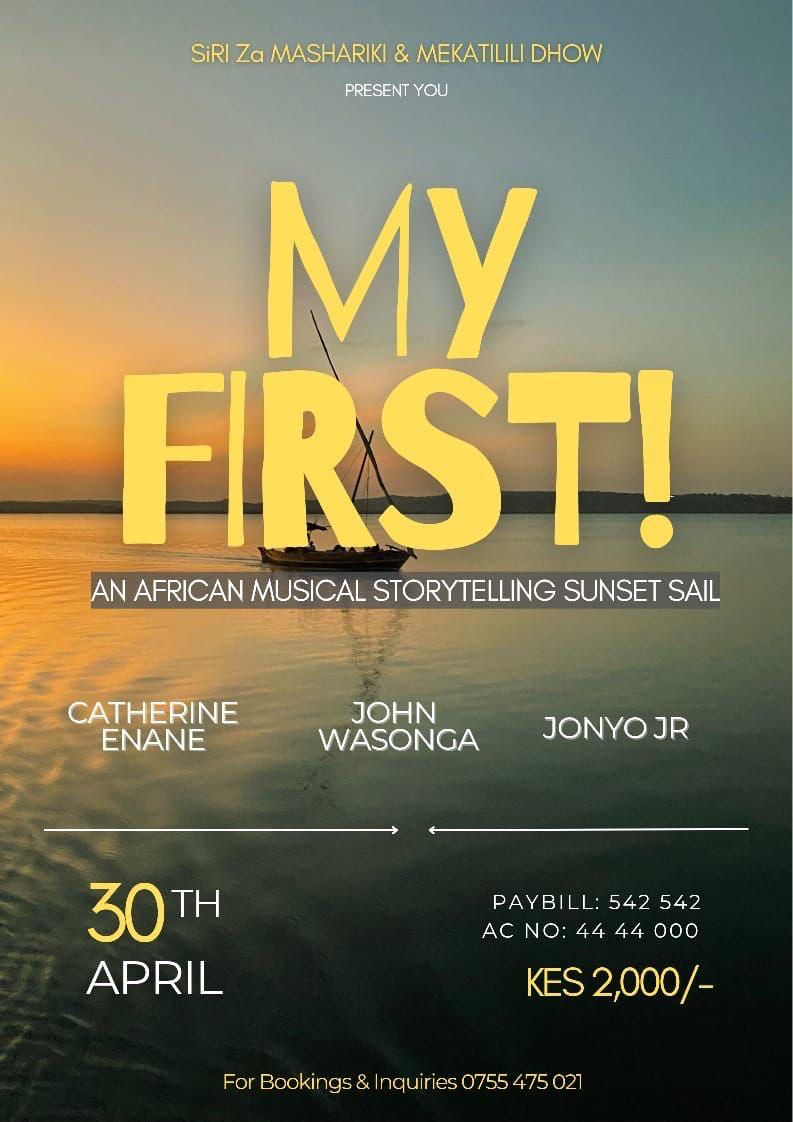 SiRI Za MASHARIKI & MEKATILILI DHOW
PRESENT YOU
MY
FIRST!
AN AFRICAN MUSICAL STORYTELLING SUNSET SAIL
CATHERINE
ENANE
JOHN
WASONGA
JONYO JR
30TH
APRIL
PAYBILL: 542 542
AC NO: 44 44 000
KES 2,000/-
For Bookings & Inquiries 0755 475 021